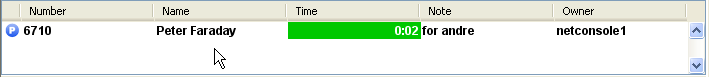 Number Name Time Note Owner
P 6710 Peter Faraday 0:02 for andre netconsole1